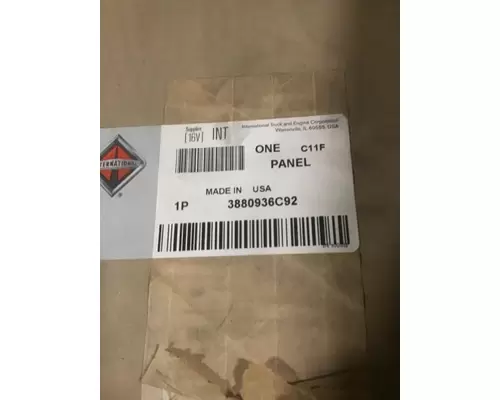 INTERNATIONAL
Supplier
[16V] INT
International Truck and Engine Corporation
Warrenville, IL 60555 USA
ONE C11F
PANEL
MADE IN USA
1P 3880936C92